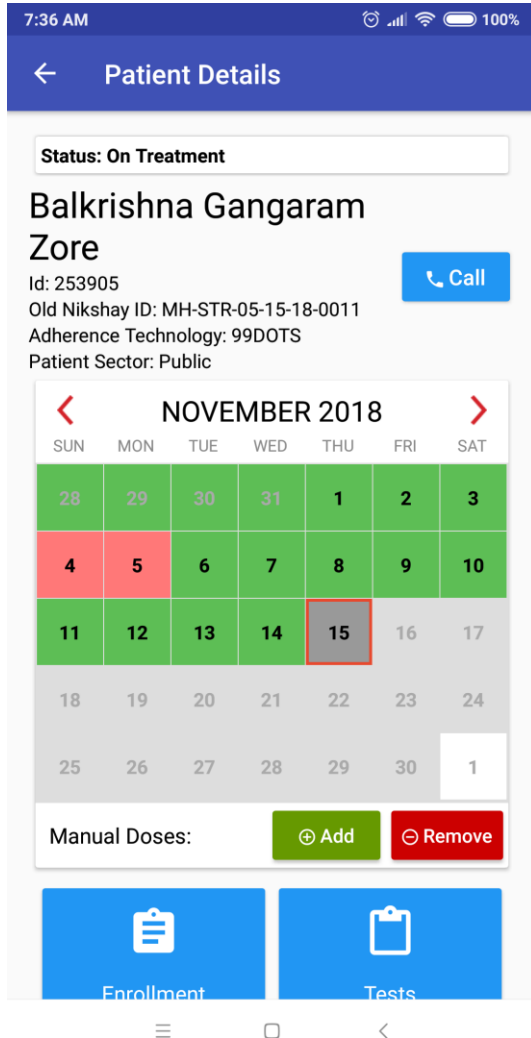 7:36 AM 100%
Patient Details
Status: On Treatment
Balkrishna Gangaram
Zore
Id: 253905
Call
Old Nikshay ID: MH-STR-05-15-18-0011
Adherence Technology: 99DOTS
Patient Sector: Public
NOVEMBER 2018
SUN MON TUE WED THU FRI SAT
28 29 30 31 1 2 3
4 5 6 7 8 9 10
11 12 13 14 15 16 17
18 19 20 21 22 23 24
25 26 27 28 29 30 1
Manual Doses: Add Remove
Enrollment Tests